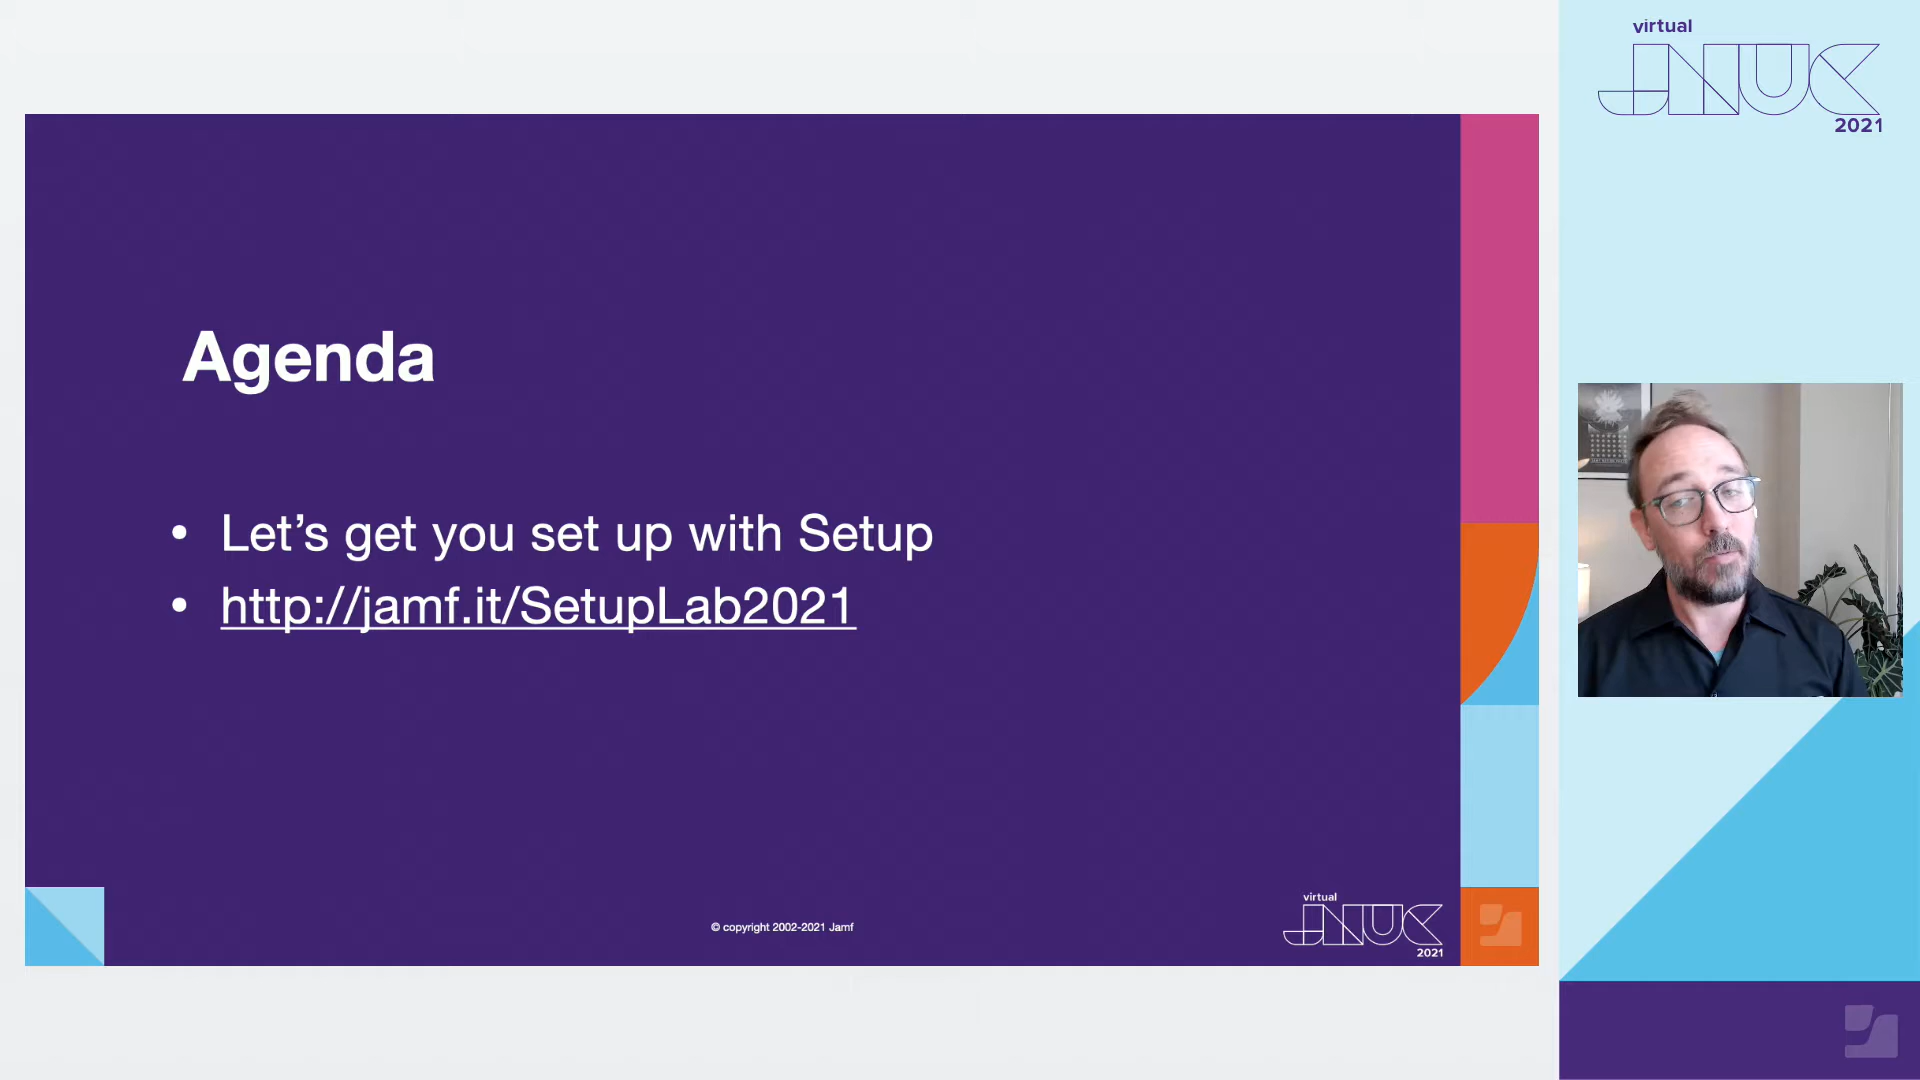 Agenda
• Let’s get you set up with Setup
• http://jamf.it/SetupLab2021
© copyright 2002-2021 Jamf
virtual
JNUC
2021
virtual
JNUC
2021